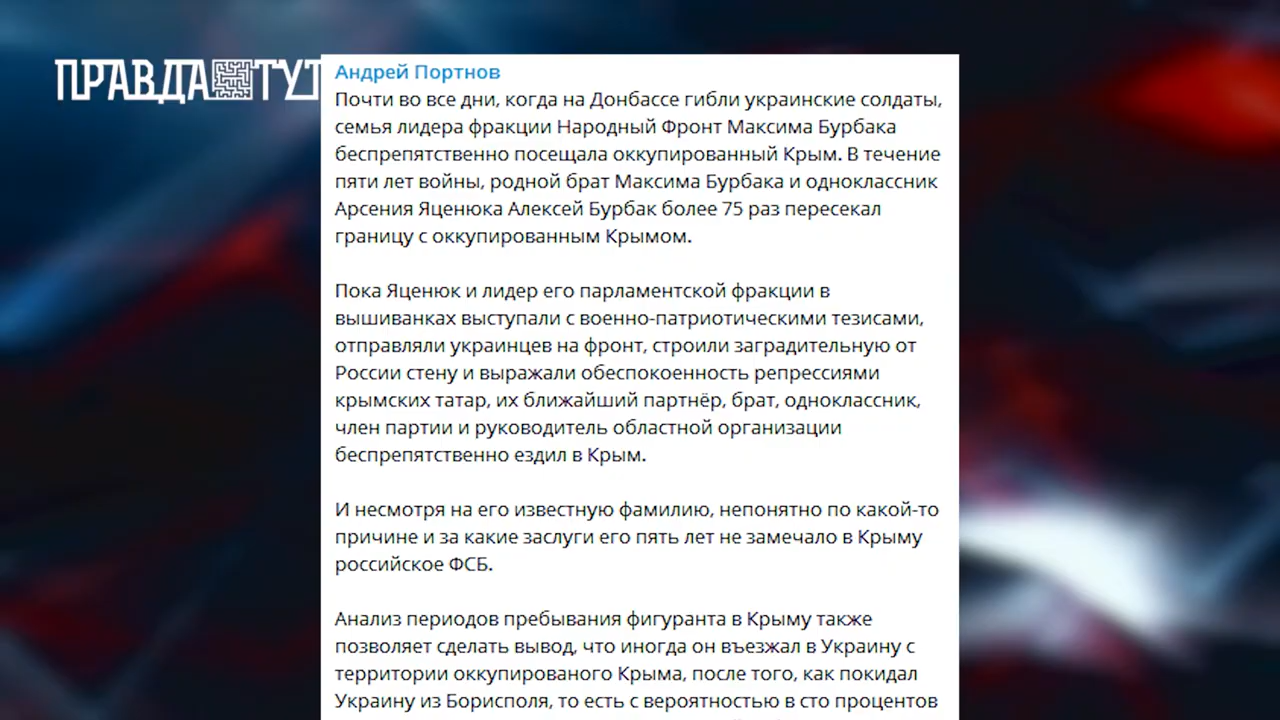 ПРАВДА ТУТ
Андрей Портнов
Почти во все дни, когда на Донбассе гибли украинские солдаты,
семья лидера фракции Народный Фронт Максима Бурбака
беспрепятственно посещала оккупированный Крым. В течение
пяти лет войны, родной брат Максима Бурбака и одноклассник
Арсения Яценюка Алексей Бурбак более 75 раз пересекал
границу с оккупированным Крымом.
Пока Яценюк и лидер его парламентской фракции в
вышиванках выступали с военно-патриотическими тезисами,
отправляли украинцев на фронт, строили заградительную от
России стену и выражали обеспокоенность репрессиями
крымских татар, их ближайший партнёр, брат, одноклассник,
член партии и руководитель областной организации
беспрепятственно ездил в Крым.
И несмотря на его известную фамилию, непонятно по какой-то
причине и за какие заслуги его пять лет не замечало в Крыму
российское ФСБ.
Анализ периодов пребывания фигуранта в Крыму также
позволяет сделать вывод, что иногда он въезжал в Украину с
территории оккупированого Крыма, после того, как покидал
Украину из Борисполя, то есть с вероятностью в сто процентов